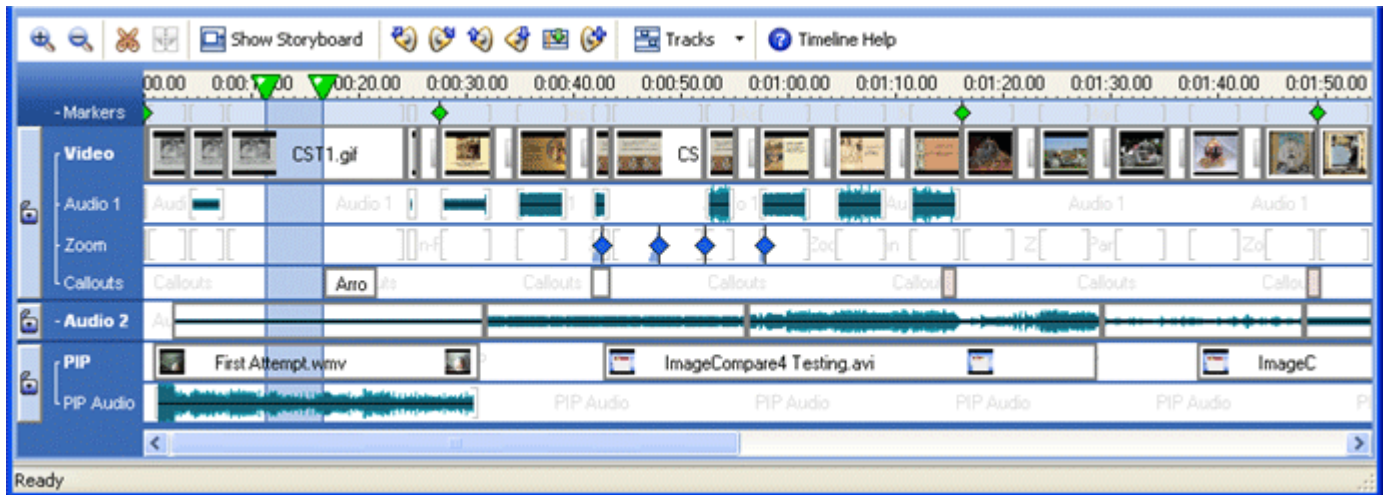 Show Storyboard Tracks Timeline Help
00.00 0:00:20.00 0:00:30.00 0:00:40.00 0:00:50.00 0:01:00.00 0:01:10.00 0:01:20.00 0:01:30.00 0:01:40.00 0:01:50.00
- Markers
Video CST1.gif CS
Audio 1 Audio 1 Audio 1 Audio 1
Zoom
Callouts Callouts Arro Callouts Callouts Callouts
- Audio 2
PIP First Attempt.wmv ImageCompare4 Testing.avi ImageC
PIP Audio PIP Audio PIP Audio PIP Audio PIP Audio
Ready